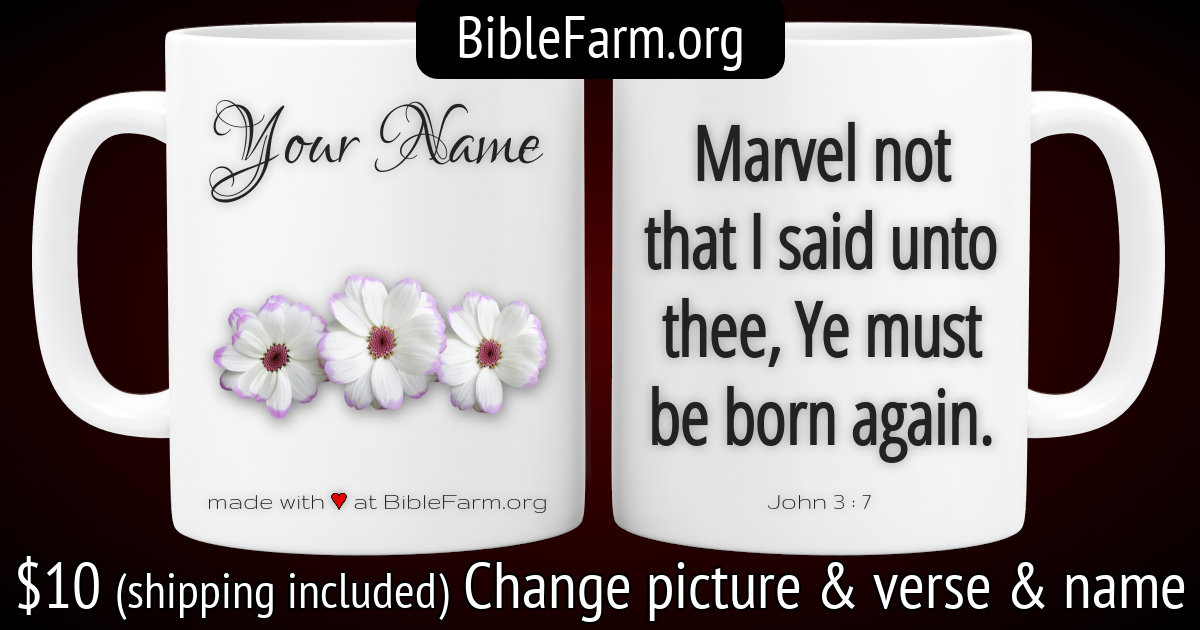 BibleFarm.org
Your Name
made with ♥ at BibleFarm.org
Marvel not
that I said unto
thee, Ye must
be born again.
John 3 : 7
$10 (shipping included) Change picture & verse & name